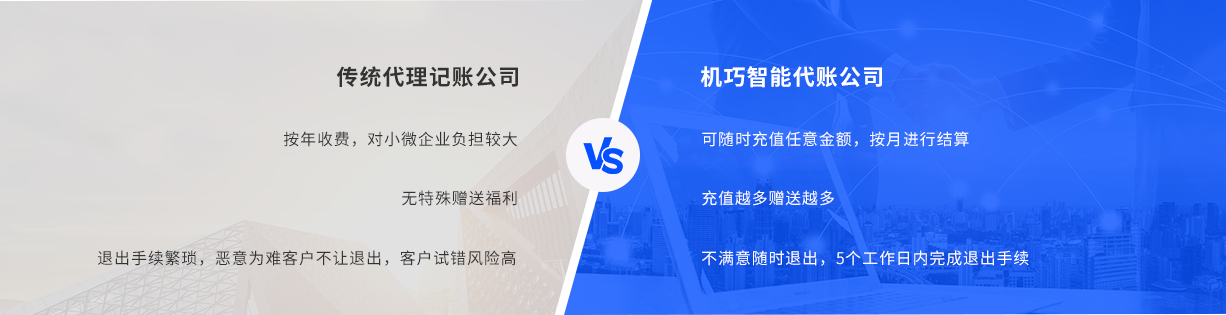 传统代理记账公司
按年收费，对小微企业负担较大
无特殊赠送福利
退出手续繁琐，恶意为难客户不让退出，客户试错风险高
VS
机巧智能代账公司
可随时充值任意金额，按月进行结算
充值越多赠送越多
不满意随时退出，5个工作日内完成退出手续